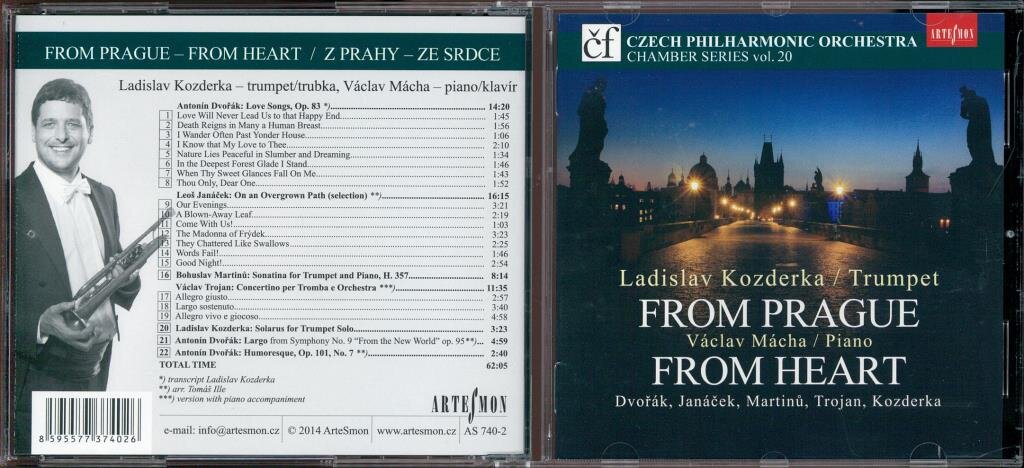 FROM PRAGUE – FROM HEART / Z PRAHY – ZE SRDCE
Ladislav Kozderka – trumpet/trubka, Václav Mácha – piano/klavír
Antonín Dvořák: Love Songs, Op. 83 *) 14:20
1 Love Will Never Lead Us to that Happy End 1:45
2 Death Reigns in Many a Human Breast 1:56
3 I Wander Often Past Yonder House 1:06
4 I Know that My Love to Thee 2:10
5 Nature Lies Peaceful in Slumber and Dreaming 1:34
6 In the Deepest Forest Glade I Stand 1:46
7 When Thy Sweet Glances Fall On Me 1:43
8 Thou Only, Dear One 1:52
Leoš Janáček: On an Overgrown Path (selection) **) 16:15
9 Our Evenings 3:21
10 A Blown-Away Leaf 2:19
11 Come With Us! 1:03
12 The Madonna of Frýdek 3:23
13 They Chattered Like Swallows 2:25
14 Words Fail! 1:46
15 Good Night! 2:54
16 Bohuslav Martinů: Sonatina for Trumpet and Piano, H. 357 8:14
Václav Trojan: Concertino per Tromba e Orchestra ***) 11:35
17 Allegro giusto 2:57
18 Largo sostenuto 3:40
19 Allegro vivo e giocoso 4:58
20 Ladislav Kozderka: Solarus for Trumpet Solo 3:23
21 Antonín Dvořák: Largo from Symphony No. 9 “From the New World” op. 95 **) 4:59
22 Antonín Dvořák: Humoresque, Op. 101, No. 7 **) 2:40
TOTAL TIME 62:05
*) transcript Ladislav Kozderka
**) arr. Tomáš Ille
***) version with piano accompaniment
ARTESMON
8 595577 374026
e-mail: info@artesmon.cz | © 2014 ArteSmon | www.artesmon.cz | AS 740-2
čf
CZECH PHILHARMONIC ORCHESTRA
CHAMBER SERIES vol. 20
ARTESMON
Ladislav Kozderka / Trumpet
FROM PRAGUE
Václav Mácha / Piano
FROM HEART
Dvořák, Janáček, Martinů, Trojan, Kozderka